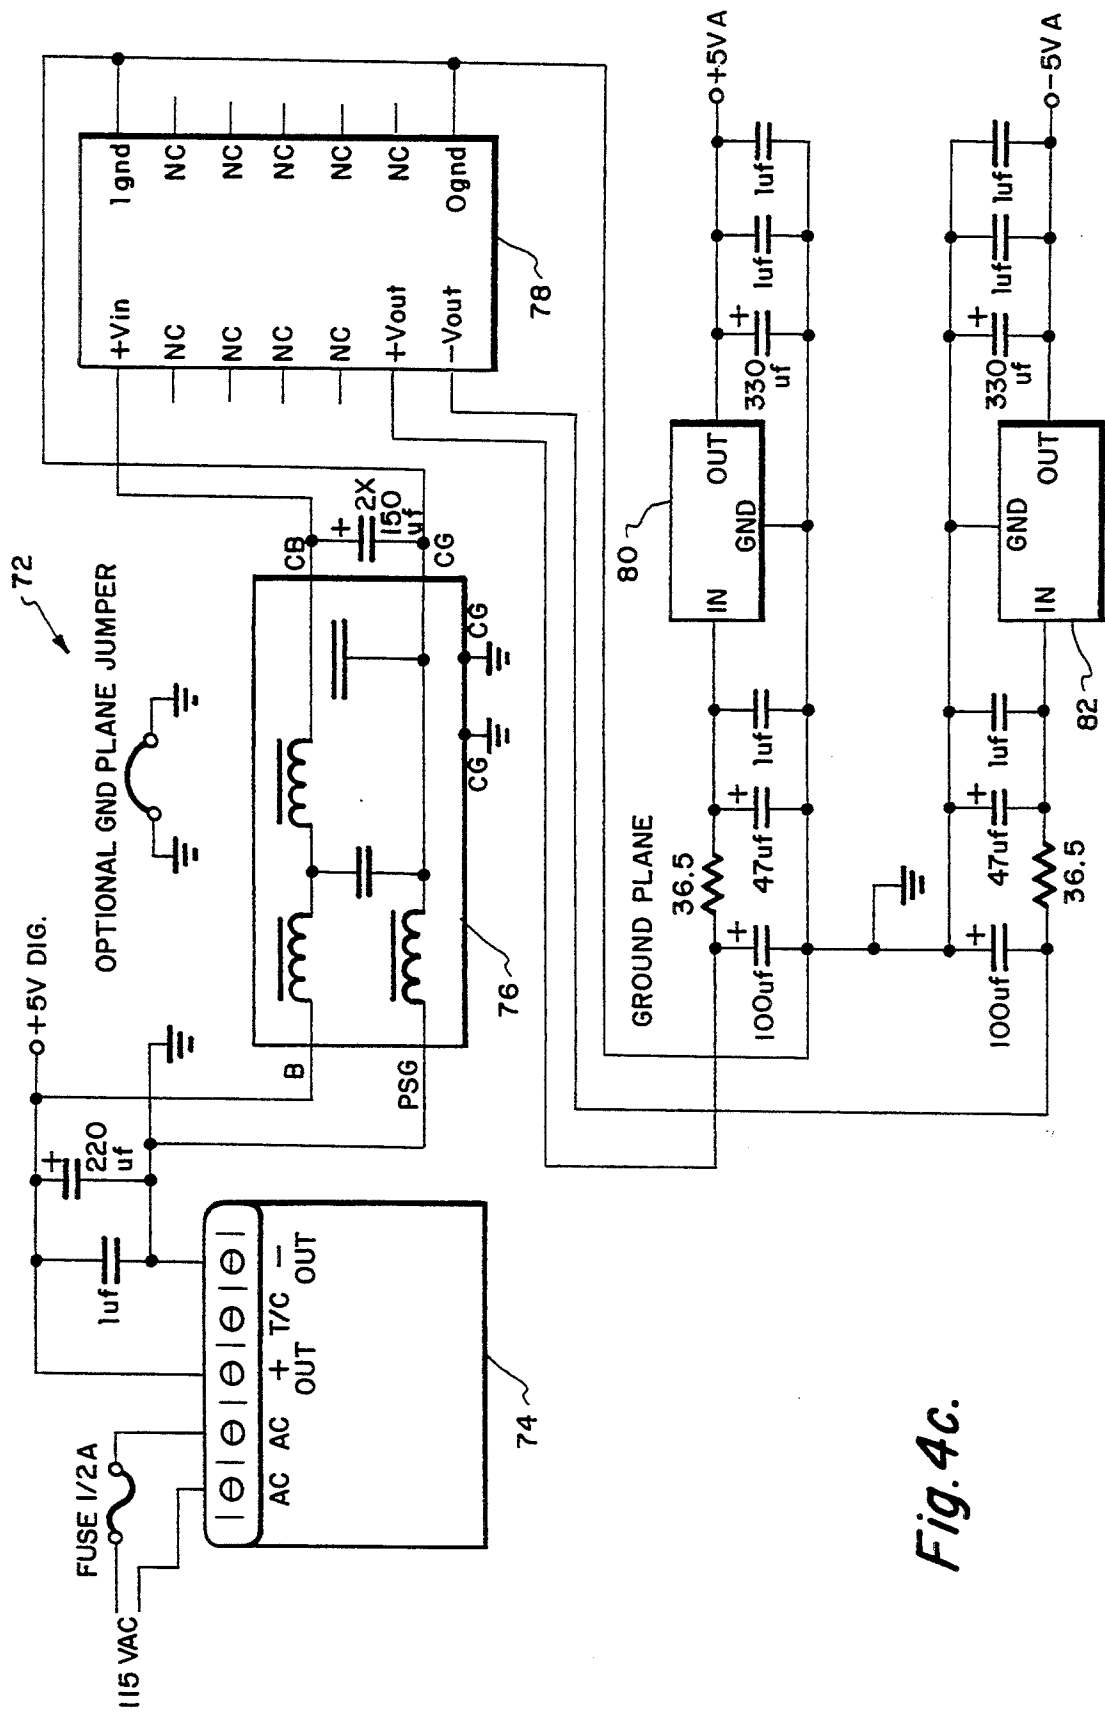 72
115 VAC
FUSE 1/2A
AC
AC
+
OUT
T/C
−
OUT
74
1uf
+
220
uf
+5V DIG.
OPTIONAL GND PLANE JUMPER
B
PSG
76
CB
CG
CG
CG
+
2X
150
uf
+Vin
NC
NC
NC
NC
+Vout
−Vout
Ignd
NC
NC
NC
NC
NC
Ognd
78
GROUND PLANE
36.5
+
100uf
+
47uf
1uf
80
IN
GND
OUT
+
330
uf
1uf
1uf
+5VA
+
100uf
36.5
+
47uf
1uf
82
IN
GND
OUT
+
330
uf
1uf
1uf
−5VA
Fig. 4c.